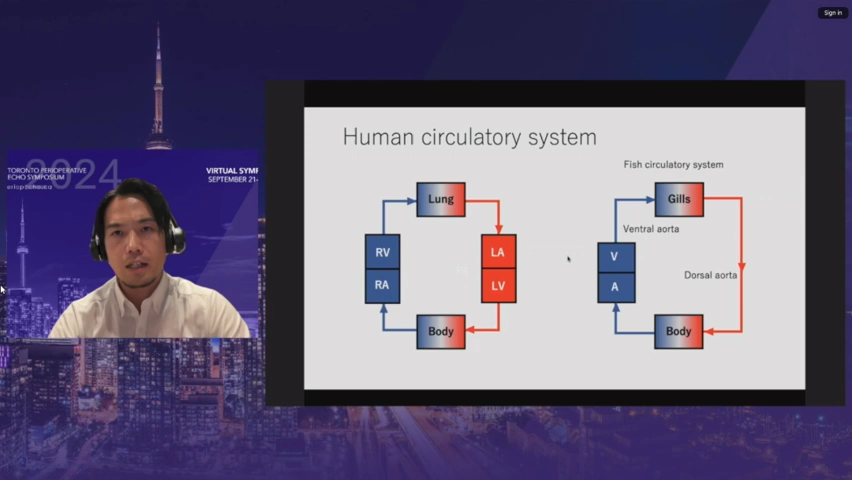 Sign in
2024
TORONTO PERIOPERATIVE
ECHO SYMPOSIUM
VIRTUAL SYMP
SEPTEMBER 21-
Human circulatory system
Lung
RV
RA
LA
LV
Body
Fish circulatory system
Gills
Ventral aorta
V
A
Dorsal aorta
Body